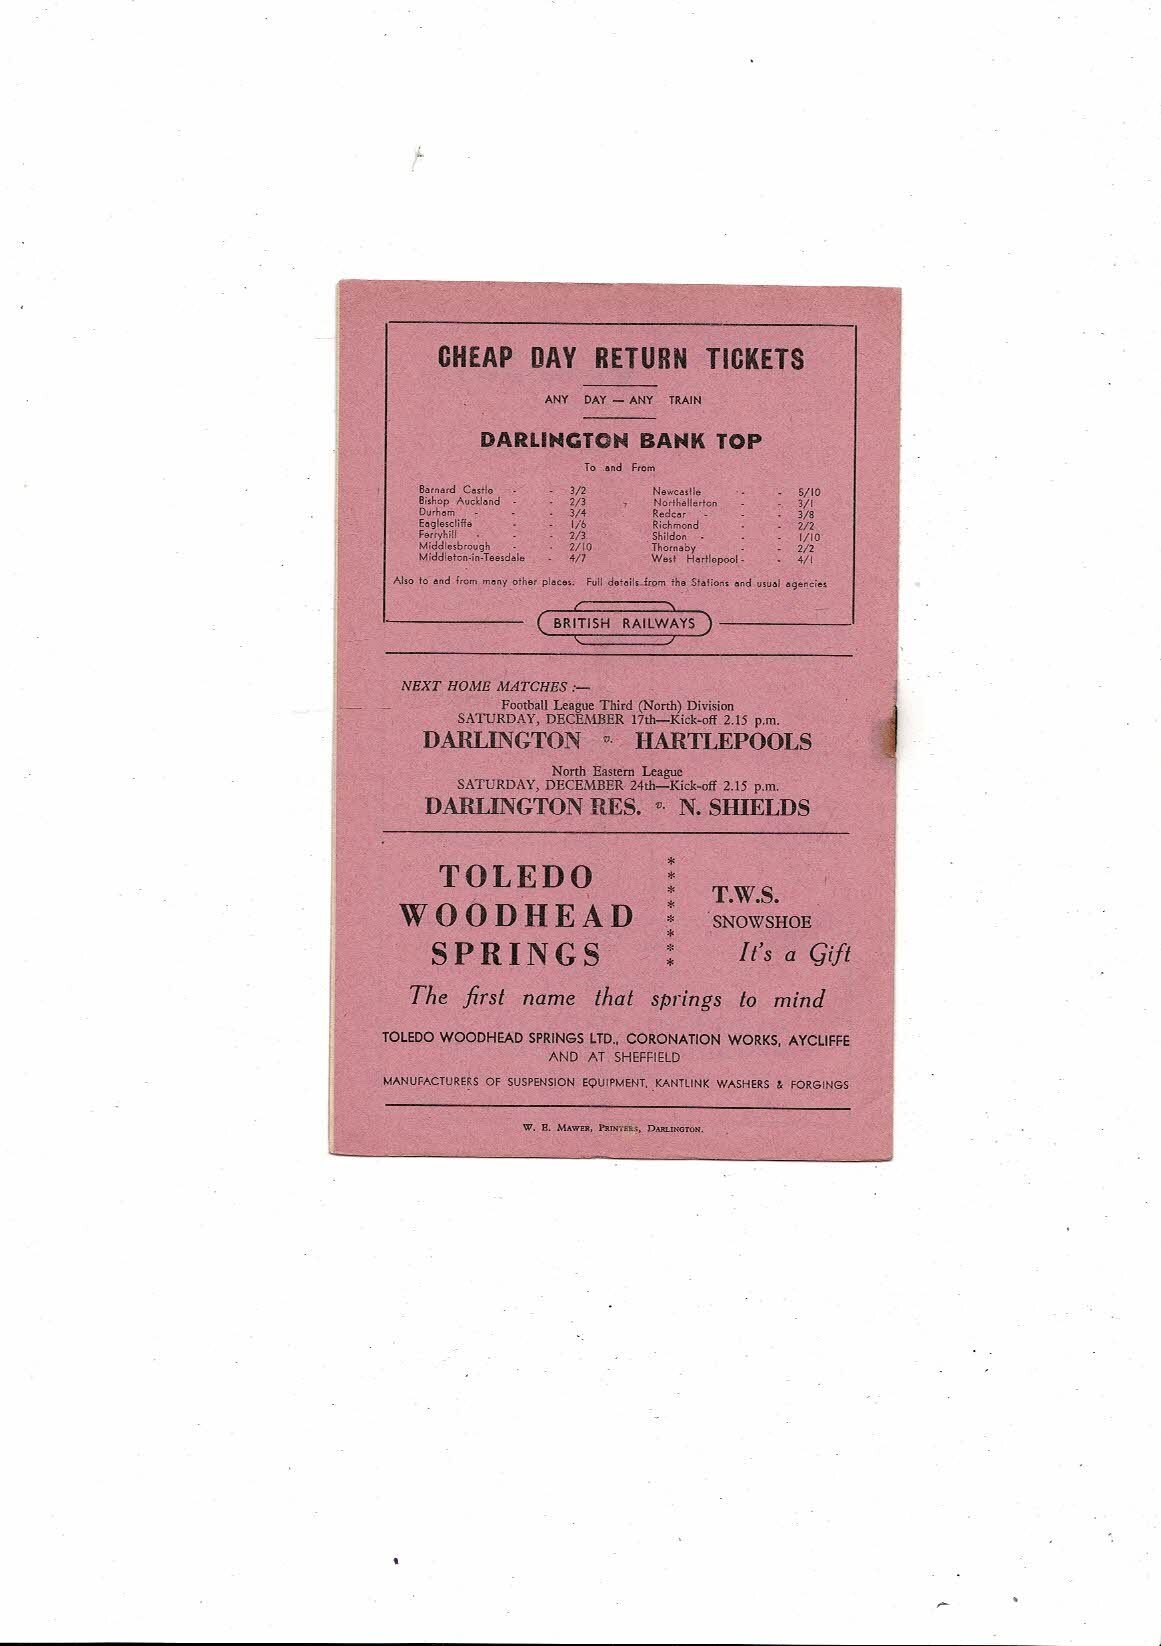 CHEAP DAY RETURN TICKETS
ANY DAY — ANY TRAIN
DARLINGTON BANK TOP
To and From
Barnard Castle - - 3/2
Bishop Auckland - - 2/3
Durham - - 3/4
Eaglescliffe - - 1/6
Ferryhill - - 2/3
Middlesbrough - - 2/10
Middleton-in-Teesdale - 4/7
Newcastle - - 5/10
Northallerton - - 3/1
Redcar - - 3/8
Richmond - - 2/2
Shildon - - 1/10
Thornaby - - 2/2
West Hartlepool - - 4/1
Also to and from many other places. Full details from the Stations and usual agencies
BRITISH RAILWAYS
NEXT HOME MATCHES :—
Football League Third (North) Division
SATURDAY, DECEMBER 17th—Kick-off 2.15 p.m.
DARLINGTON v. HARTLEPOOLS
North Eastern League
SATURDAY, DECEMBER 24th—Kick-off 2.15 p.m.
DARLINGTON RES. v. N. SHIELDS
TOLEDO
WOODHEAD
SPRINGS
* * * * * * * *
T.W.S.
SNOWSHOE
It's a Gift
The first name that springs to mind
TOLEDO WOODHEAD SPRINGS LTD., CORONATION WORKS, AYCLIFFE
AND AT SHEFFIELD
MANUFACTURERS OF SUSPENSION EQUIPMENT, KANTLINK WASHERS & FORGINGS
W. E. MAWER, PRINTERS, DARLINGTON.